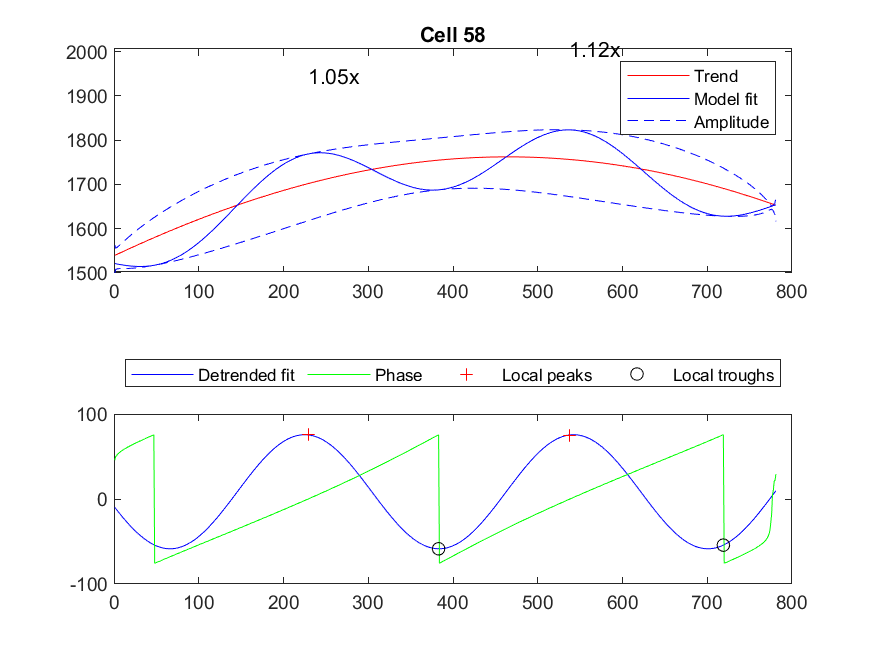 Cell 58
1.12x
1.05x
2000
1900
1800
1700
1600
1500
Trend
Model fit
Amplitude
0 100 200 300 400 500 600 700 800
Detrended fit Phase Local peaks Local troughs
100
0
-100
0 100 200 300 400 500 600 700 800